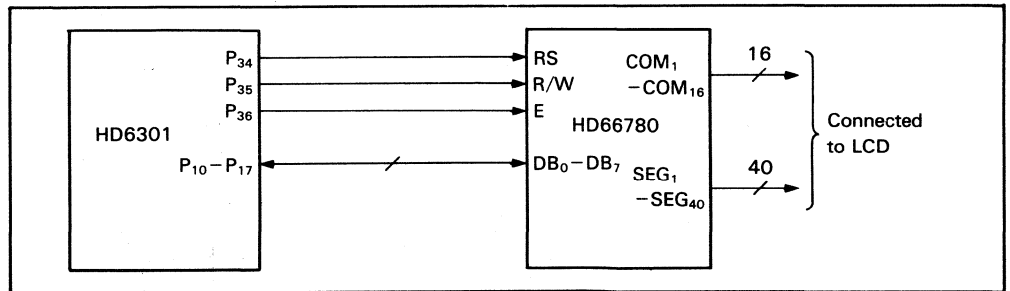 HD6301
P₃₄
P₃₅
P₃₆
P₁₀−P₁₇
RS
R/W
E
DB₀−DB₇
HD66780
COM₁
−COM₁₆
SEG₁
−SEG₄₀
16
40
Connected
to LCD